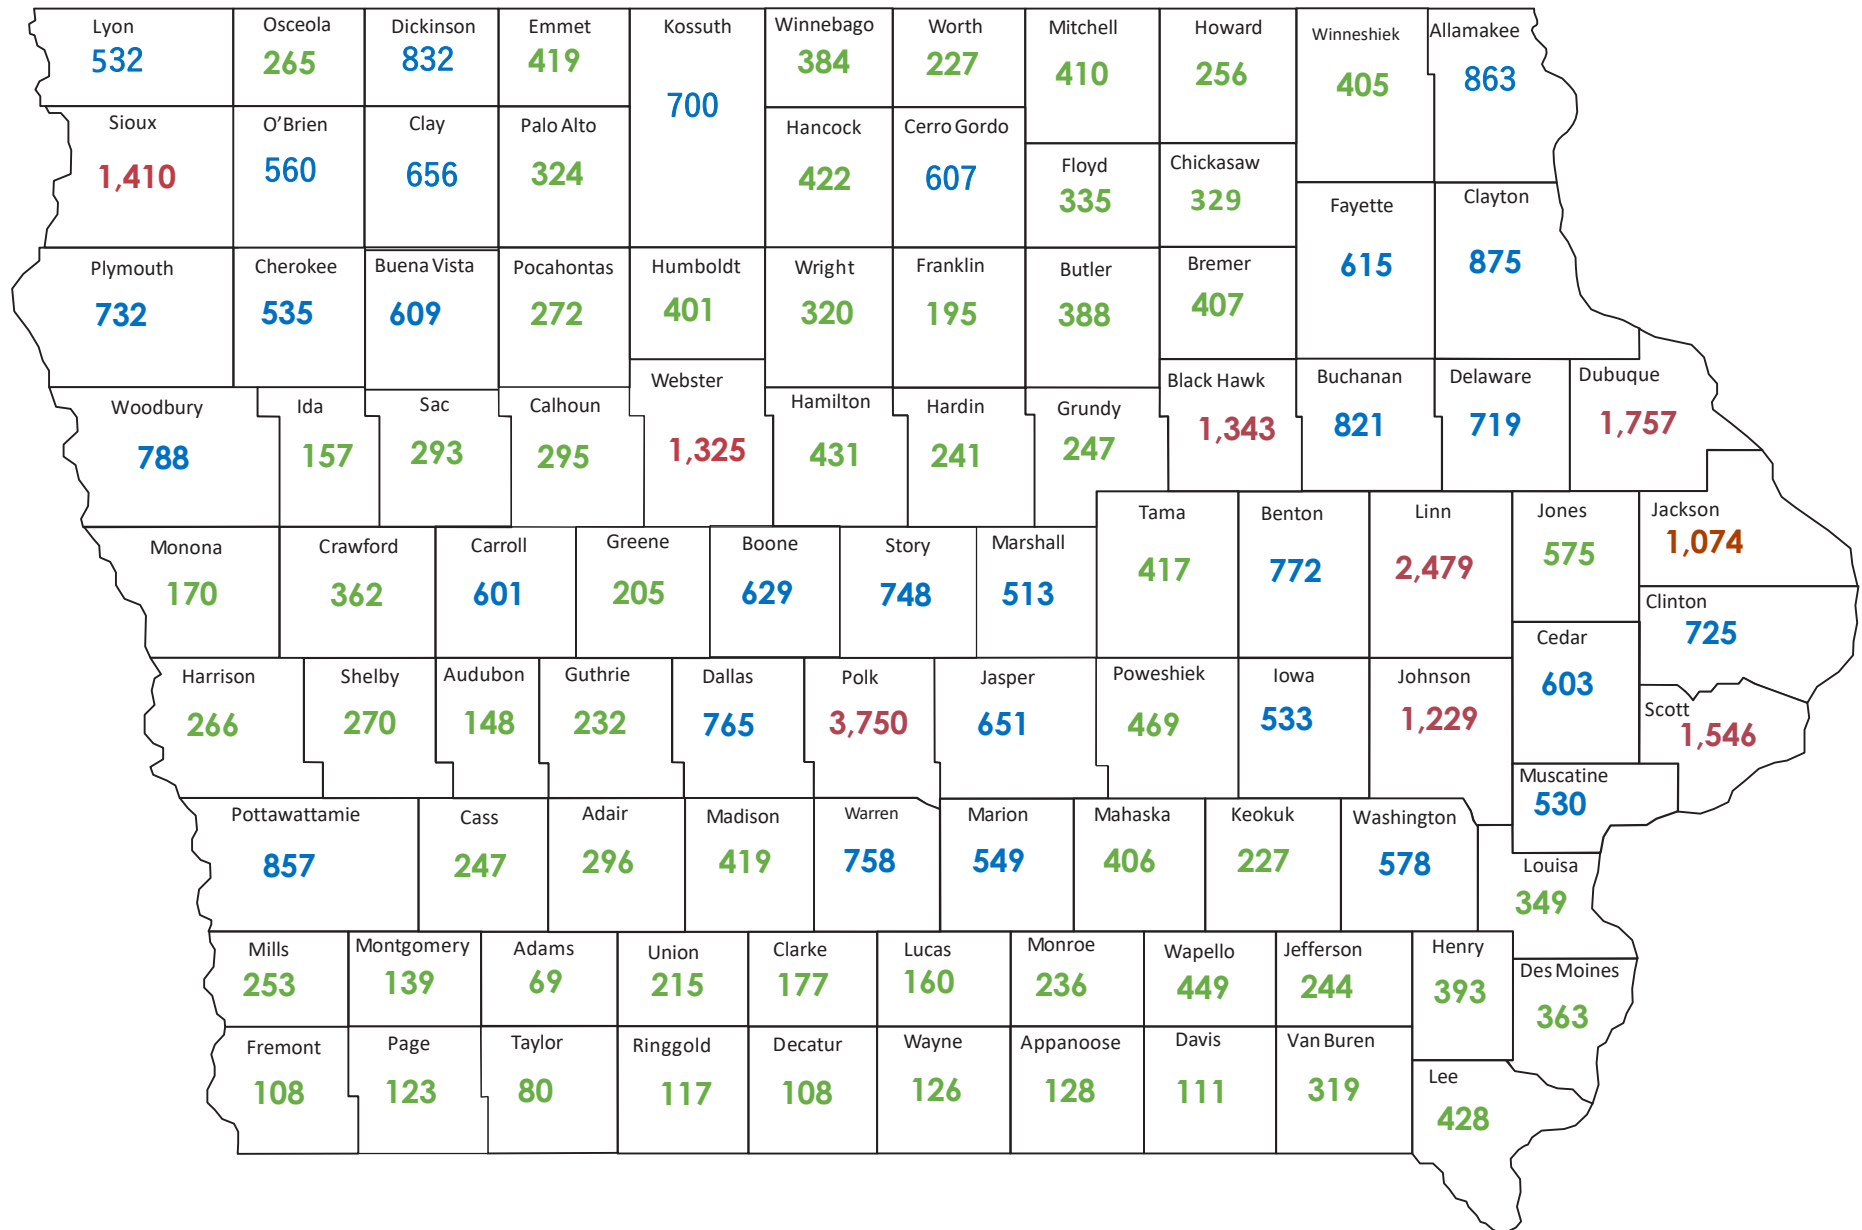 Lyon
532
Osceola
265
Dickinson
832
Emmet
419
Kossuth
700
Winnebago
384
Worth
227
Mitchell
410
Howard
256
Winneshiek
405
Allamakee
863
Sioux
1,410
O'Brien
560
Clay
656
Palo Alto
324
Hancock
422
Cerro Gordo
607
Floyd
335
Chickasaw
329
Fayette
615
Clayton
875
Plymouth
732
Cherokee
535
Buena Vista
609
Pocahontas
272
Humboldt
401
Wright
320
Franklin
195
Butler
388
Bremer
407
Woodbury
788
Ida
157
Sac
293
Calhoun
295
Webster
1,325
Hamilton
431
Hardin
241
Grundy
247
Black Hawk
1,343
Buchanan
821
Delaware
719
Dubuque
1,757
Monona
170
Crawford
362
Carroll
601
Greene
205
Boone
629
Story
748
Marshall
513
Tama
417
Benton
772
Linn
2,479
Jones
575
Jackson
1,074
Clinton
725
Harrison
266
Shelby
270
Audubon
148
Guthrie
232
Dallas
765
Polk
3,750
Jasper
651
Poweshiek
469
Iowa
533
Johnson
1,229
Cedar
603
Scott
1,546
Muscatine
530
Pottawattamie
857
Cass
247
Adair
296
Madison
419
Warren
758
Marion
549
Mahaska
406
Keokuk
227
Washington
578
Louisa
349
Mills
253
Montgomery
139
Adams
69
Union
215
Clarke
177
Lucas
160
Monroe
236
Wapello
449
Jefferson
244
Henry
393
Des Moines
363
Fremont
108
Page
123
Taylor
80
Ringgold
117
Decatur
108
Wayne
126
Appanoose
128
Davis
111
Van Buren
319
Lee
428